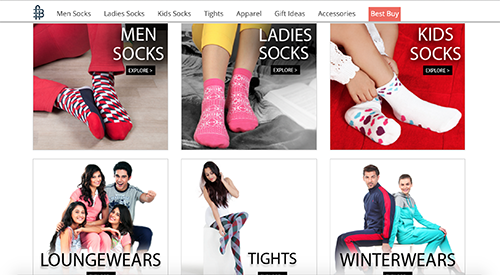 Men Socks Ladies Socks Kids Socks Tights Apparel Gift Ideas Accessories Best Buy
MEN
SOCKS
EXPLORE >
LADIES
SOCKS
EXPLORE >
KIDS
SOCKS
EXPLORE >
LOUNGEWEARS
TIGHTS
WINTERWEARS